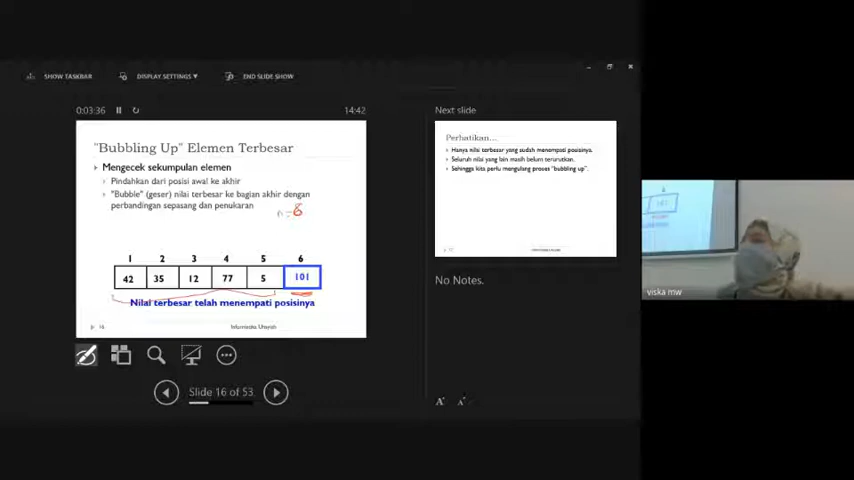 SHOW TASKBAR
DISPLAY SETTINGS ▼
END SLIDE SHOW
0:03:36
14:42
"Bubbling Up" Elemen Terbesar
Mengecek sekumpulan elemen
Pindahkan dari posisi awal ke akhir
"Bubble" (geser) nilai terbesar ke bagian akhir dengan
perbandingan sepasang dan penukaran
n=6
1 2 3 4 5 6
42 35 12 77 5 101
Nilai terbesar telah menempati posisinya
16
Informatika Unsyiah
Slide 16 of 53
Next slide
Perhatikan...
Hanya nilai terbesar yang sudah menempati posisinya.
Seluruh nilai yang lain masih belum terurutkan.
Sehingga kita perlu mengulang proses "bubbling up".
No Notes.
A A
viska mw